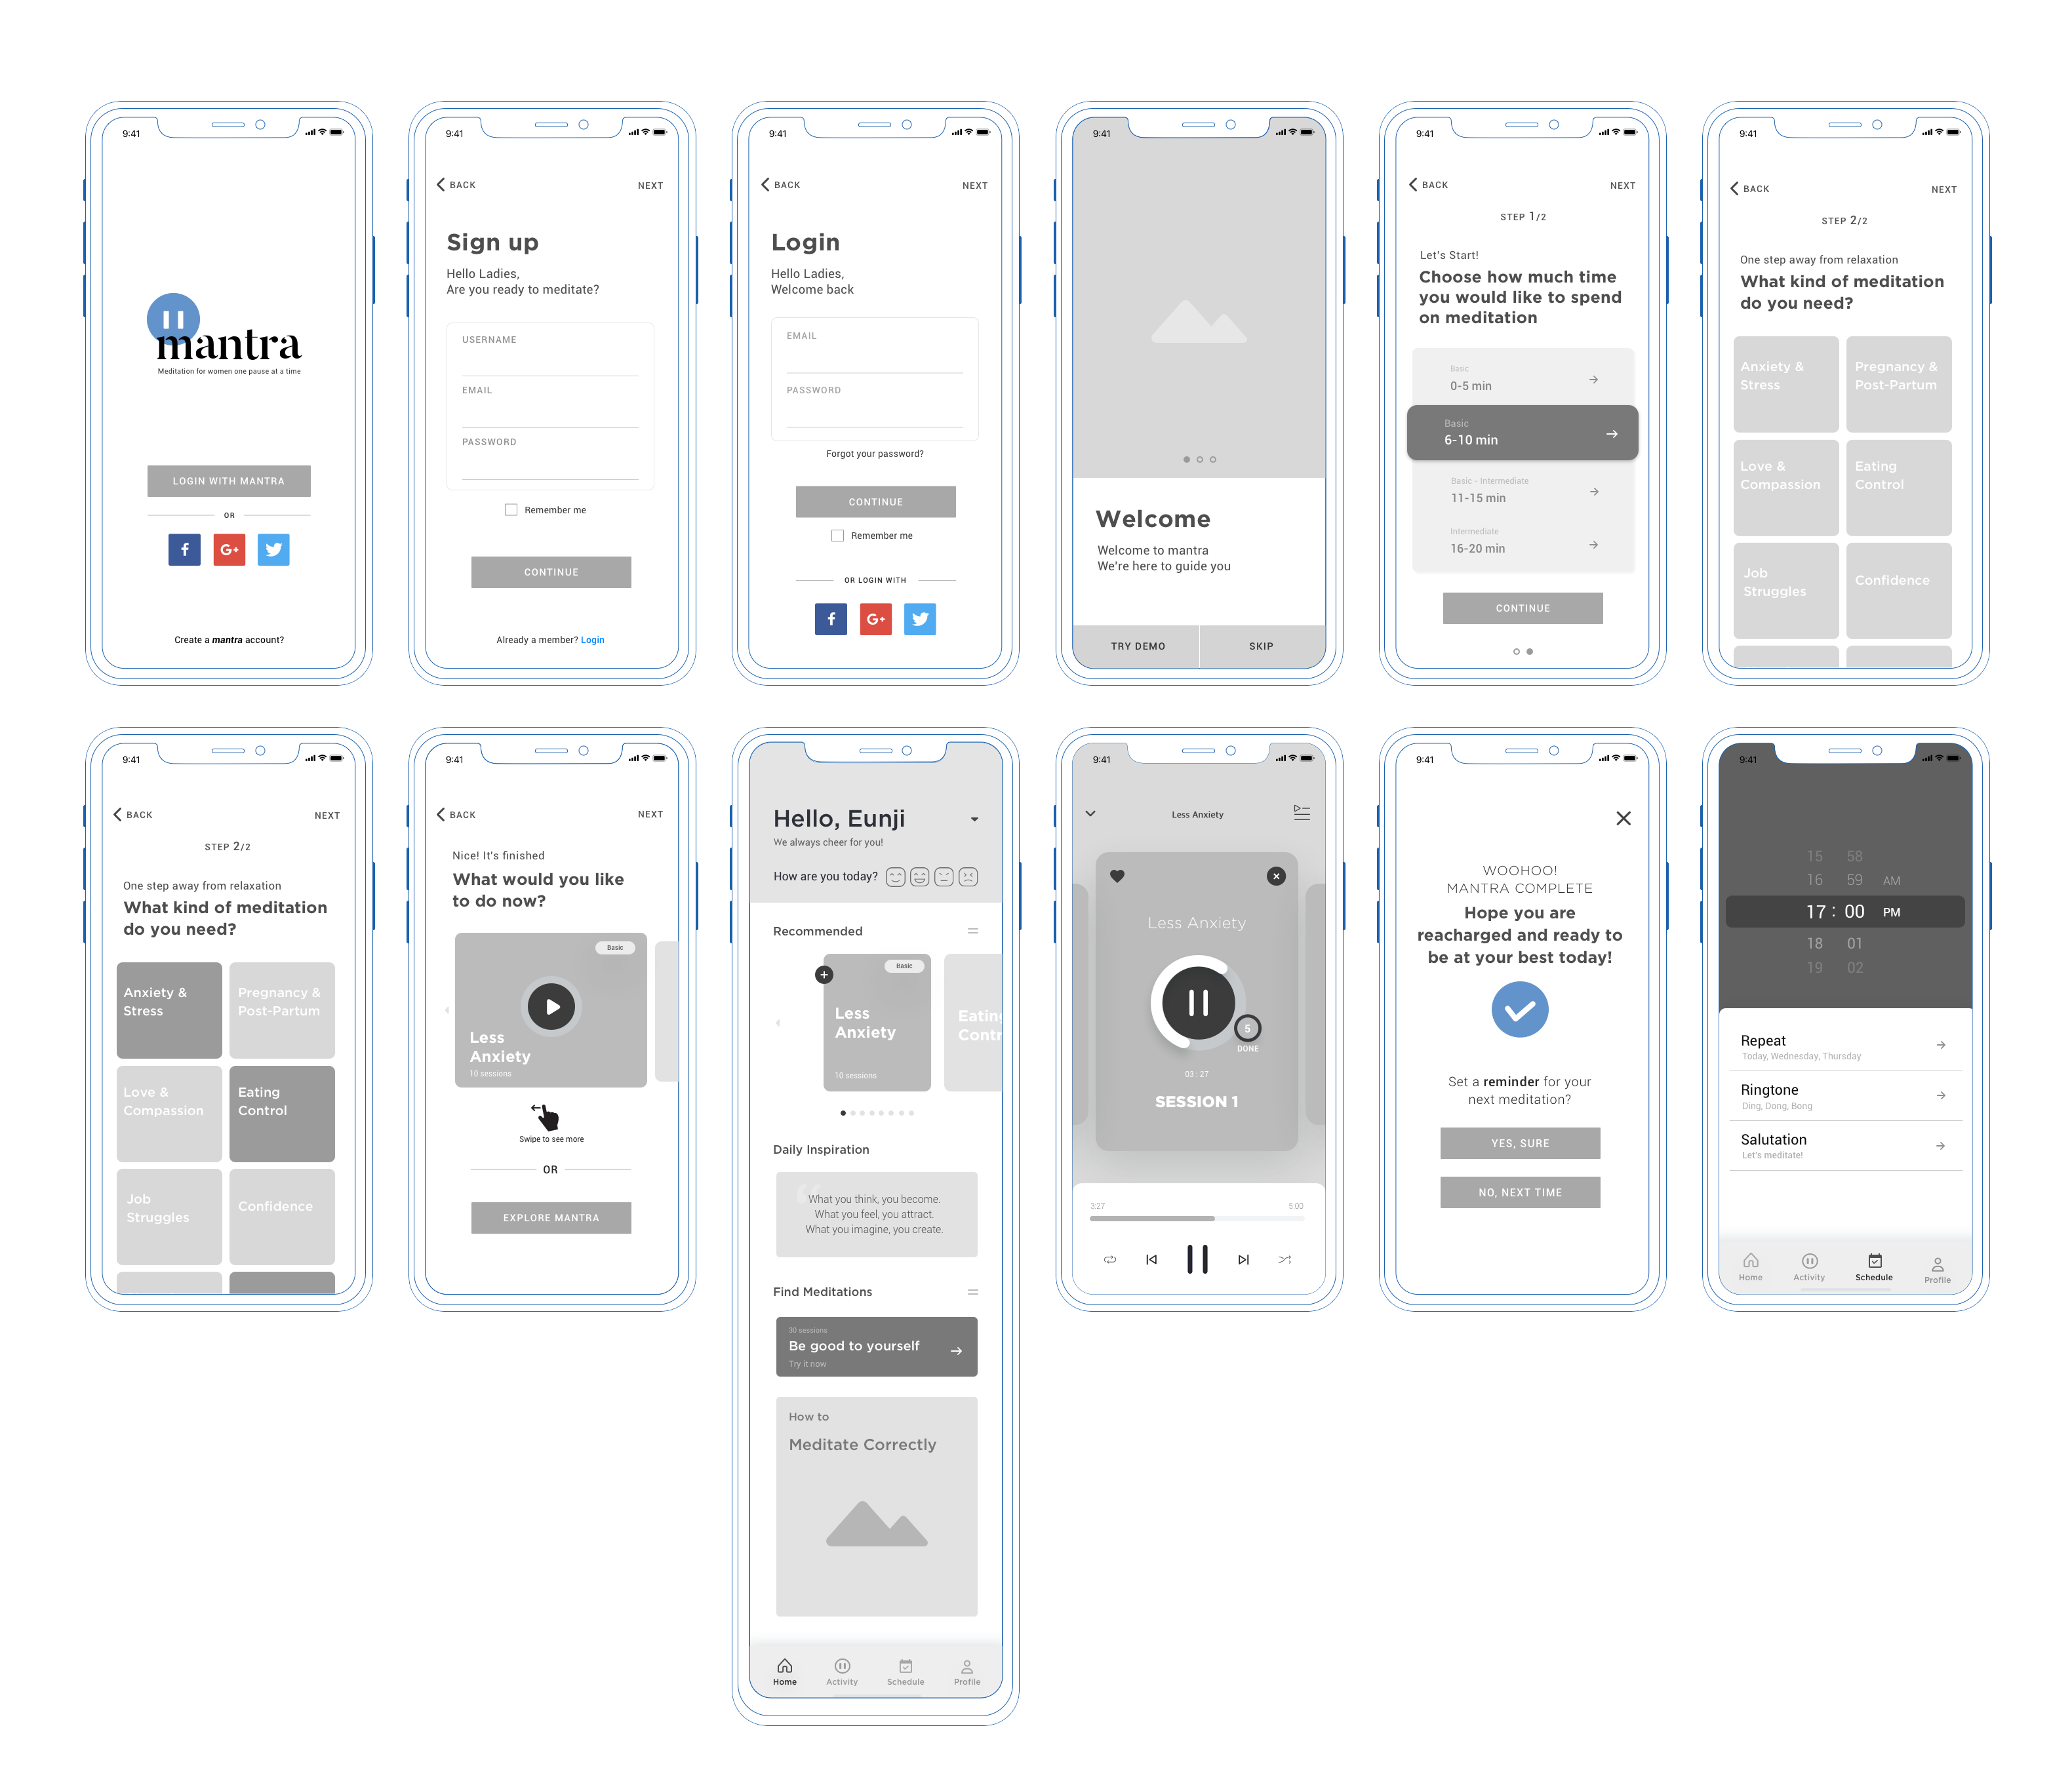 9:41
mantra
Meditation for women one pause at a time
LOGIN WITH MANTRA
OR
f
G+
Create a mantra account?
9:41
BACK
NEXT
Sign up
Hello Ladies,
Are you ready to meditate?
USERNAME
EMAIL
PASSWORD
Remember me
CONTINUE
Already a member? Login
9:41
BACK
NEXT
Login
Hello Ladies,
Welcome back
EMAIL
PASSWORD
Forgot your password?
CONTINUE
Remember me
OR LOGIN WITH
f
G+
9:41
Welcome
Welcome to mantra
We're here to guide you
TRY DEMO
SKIP
9:41
BACK
NEXT
STEP 1/2
Let's Start!
Choose how much time
you would like to spend
on meditation
Basic
0-5 min
Basic
6-10 min
Basic - Intermediate
11-15 min
Intermediate
16-20 min
CONTINUE
9:41
BACK
NEXT
STEP 2/2
One step away from relaxation
What kind of meditation
do you need?
Anxiety &
Stress
Pregnancy &
Post-Partum
Love &
Compassion
Eating
Control
Job
Struggles
Confidence
9:41
BACK
NEXT
STEP 2/2
One step away from relaxation
What kind of meditation
do you need?
Anxiety &
Stress
Pregnancy &
Post-Partum
Love &
Compassion
Eating
Control
Job
Struggles
Confidence
9:41
BACK
NEXT
Nice! It's finished
What would you like
to do now?
Basic
Less
Anxiety
10 sessions
Swipe to see more
OR
EXPLORE MANTRA
Hello, Eunji
We always cheer for you!
How are you today?
Recommended
Basic
Less
Anxiety
10 sessions
Eating
Contr
Daily Inspiration
“
What you think, you become.
What you feel, you attract.
What you imagine, you create.
Find Meditations
30 sessions
Be good to yourself
Try it now
How to
Meditate Correctly
Home
Activity
Schedule
Profile
9:41
Less Anxiety
Less Anxiety
5
DONE
03 : 27
SESSION 1
3:27
5:00
9:41
WOOHOO!
MANTRA COMPLETE
Hope you are
reacharged and ready to
be at your best today!
Set a reminder for your
next meditation?
YES, SURE
NO, NEXT TIME
9:41
15 58
16 59 AM
17 : 00 PM
18 01
19 02
Repeat
Today, Wednesday, Thursday
Ringtone
Ding, Dong, Bong
Salutation
Let's meditate!
Home
Activity
Schedule
Profile